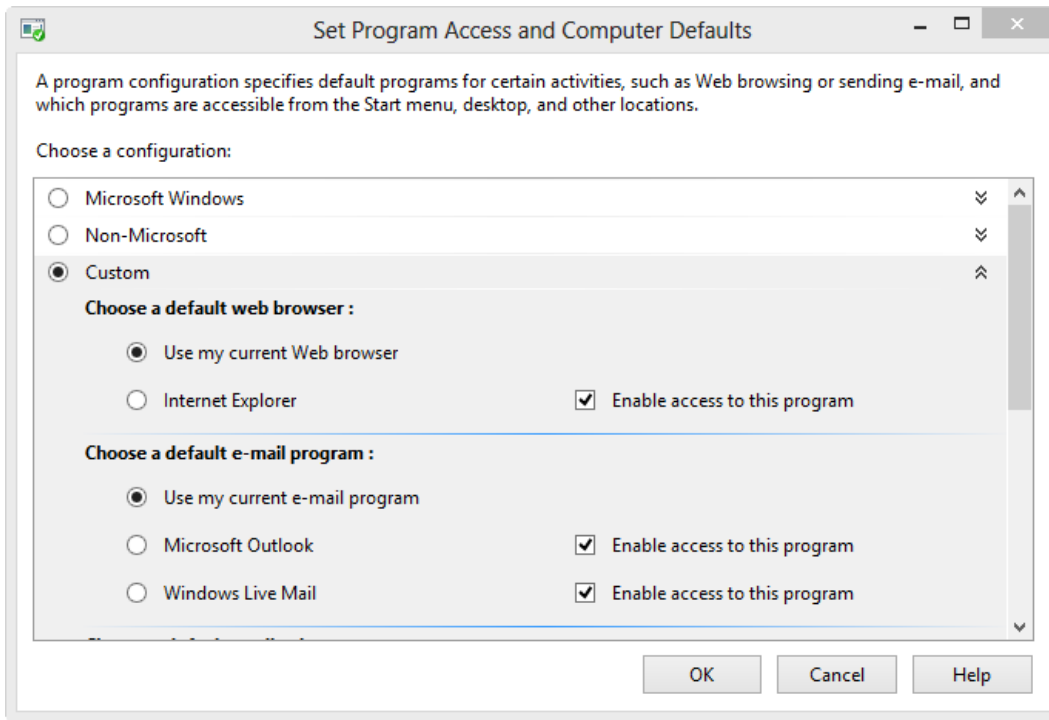 Set Program Access and Computer Defaults
A program configuration specifies default programs for certain activities, such as Web browsing or sending e-mail, and
which programs are accessible from the Start menu, desktop, and other locations.
Choose a configuration:
Microsoft Windows
Non-Microsoft
Custom
Choose a default web browser :
Use my current Web browser
Internet Explorer Enable access to this program
Choose a default e-mail program :
Use my current e-mail program
Microsoft Outlook Enable access to this program
Windows Live Mail Enable access to this program
OK Cancel Help